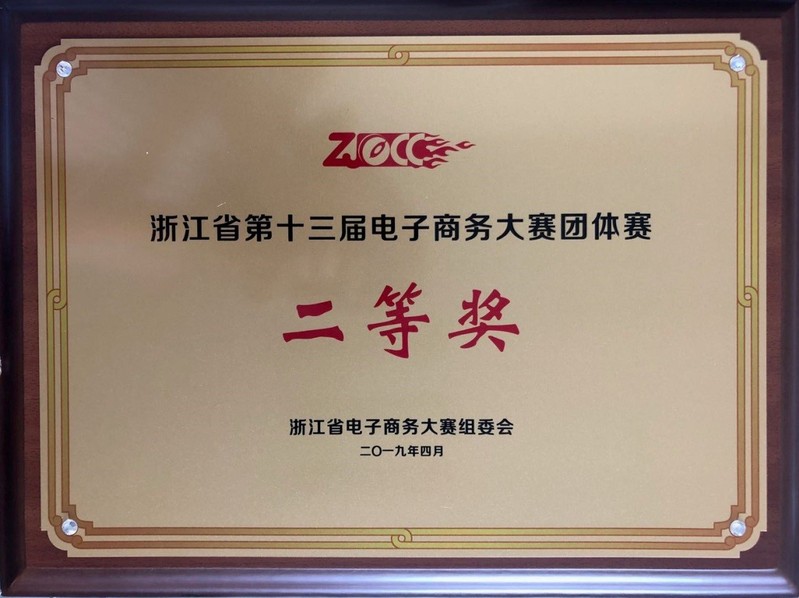 ZJOCC
浙江省第十三届电子商务大赛团体赛
二等奖
浙江省电子商务大赛组委会
二〇一九年四月